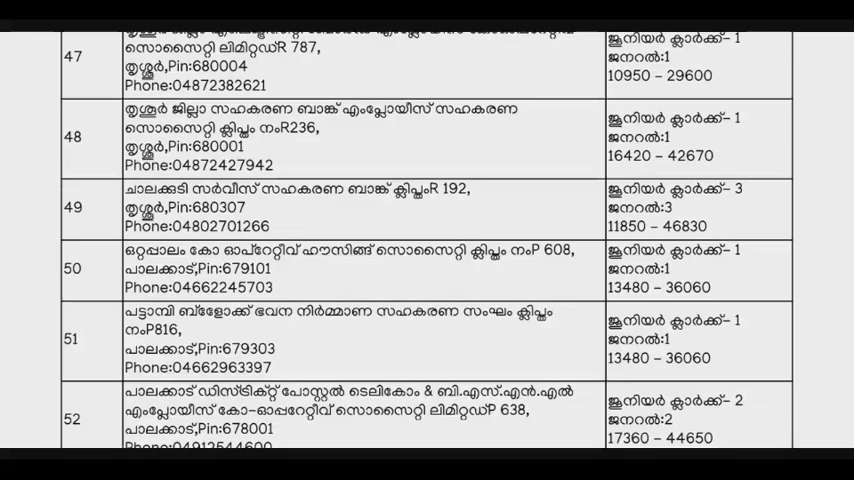 47
സൊസൈറ്റി ലിമിറ്റഡ്R 787,
തൃശ്ശൂർ,Pin:680004
Phone:04872382621
ജൂനിയർ ക്ലാർക്ക്- 1
ജനറൽ:1
10950 – 29600
48
തൃശൂർ ജില്ലാ സഹകരണ ബാങ്ക് എംപ്ലോയീസ് സഹകരണ
സൊസൈറ്റി ക്ലിപ്തം നംR236,
തൃശ്ശൂർ,Pin:680001
Phone:04872427942
ജൂനിയർ ക്ലാർക്ക്- 1
ജനറൽ:1
16420 – 42670
49
ചാലക്കുടി സർവീസ് സഹകരണ ബാങ്ക് ക്ലിപ്തംR 192,
തൃശ്ശൂർ,Pin:680307
Phone:04802701266
ജൂനിയർ ക്ലാർക്ക്- 3
ജനറൽ:3
11850 – 46830
50
ഒറ്റപ്പാലം കോ ഓപ്റേറ്റീവ് ഹൗസിങ്ങ് സൊസൈറ്റി ക്ലിപ്തം നംP 608,
പാലക്കാട്,Pin:679101
Phone:04662245703
ജൂനിയർ ക്ലാർക്ക്- 1
ജനറൽ:1
13480 – 36060
51
പട്ടാമ്പി ബ്ളോക്ക് ഭവന നിർമ്മാണ സഹകരണ സംഘം ക്ലിപ്തം
നംP816,
പാലക്കാട്,Pin:679303
Phone:04662963397
ജൂനിയർ ക്ലാർക്ക്- 1
ജനറൽ:1
13480 – 36060
52
പാലക്കാട് ഡിസ്ട്രിക്റ്റ് പോസ്റ്റൽ ടെലികോം & ബി.എസ്.എൻ.എൽ
എംപ്ലോയീസ് കോ-ഓപ്പറേറ്റീവ് സൊസൈറ്റി ലിമിറ്റഡ്P 638,
പാലക്കാട്,Pin:678001
Phone:04912544600
ജൂനിയർ ക്ലാർക്ക്- 2
ജനറൽ:2
17360 – 44650